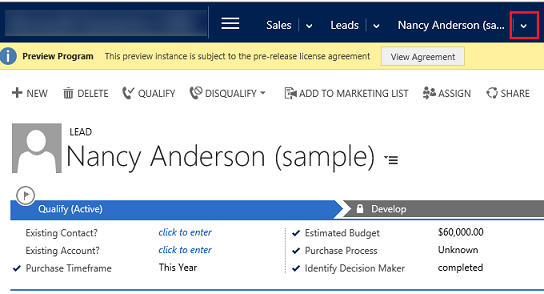 Sales Leads Nancy Anderson (sa...
Preview Program This preview instance is subject to the pre-release license agreement View Agreement
NEW DELETE QUALIFY DISQUALIFY ADD TO MARKETING LIST ASSIGN SHARE
LEAD
Nancy Anderson (sample)
Qualify (Active) Develop
Existing Contact? click to enter Estimated Budget $60,000.00
Existing Account? click to enter Purchase Process Unknown
Purchase Timeframe This Year Identify Decision Maker completed